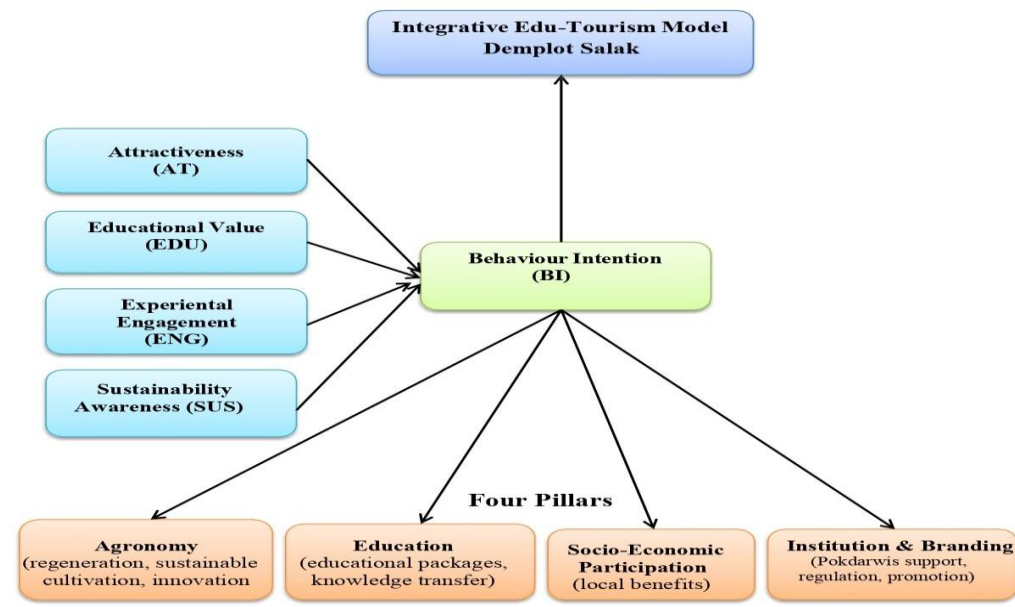 Integrative Edu-Tourism Model
Demplot Salak
Attractiveness
(AT)
Educational Value
(EDU)
Experiental
Engagement
(ENG)
Sustainability
Awareness (SUS)
Behaviour Intention
(BI)
Four Pillars
Agronomy
(regeneration, sustainable
cultivation, innovation
Education
(educational packages,
knowledge transfer)
Socio-Economic
Participation
(local benefits)
Institution & Branding
(Pokdarwis support,
regulation, promotion)